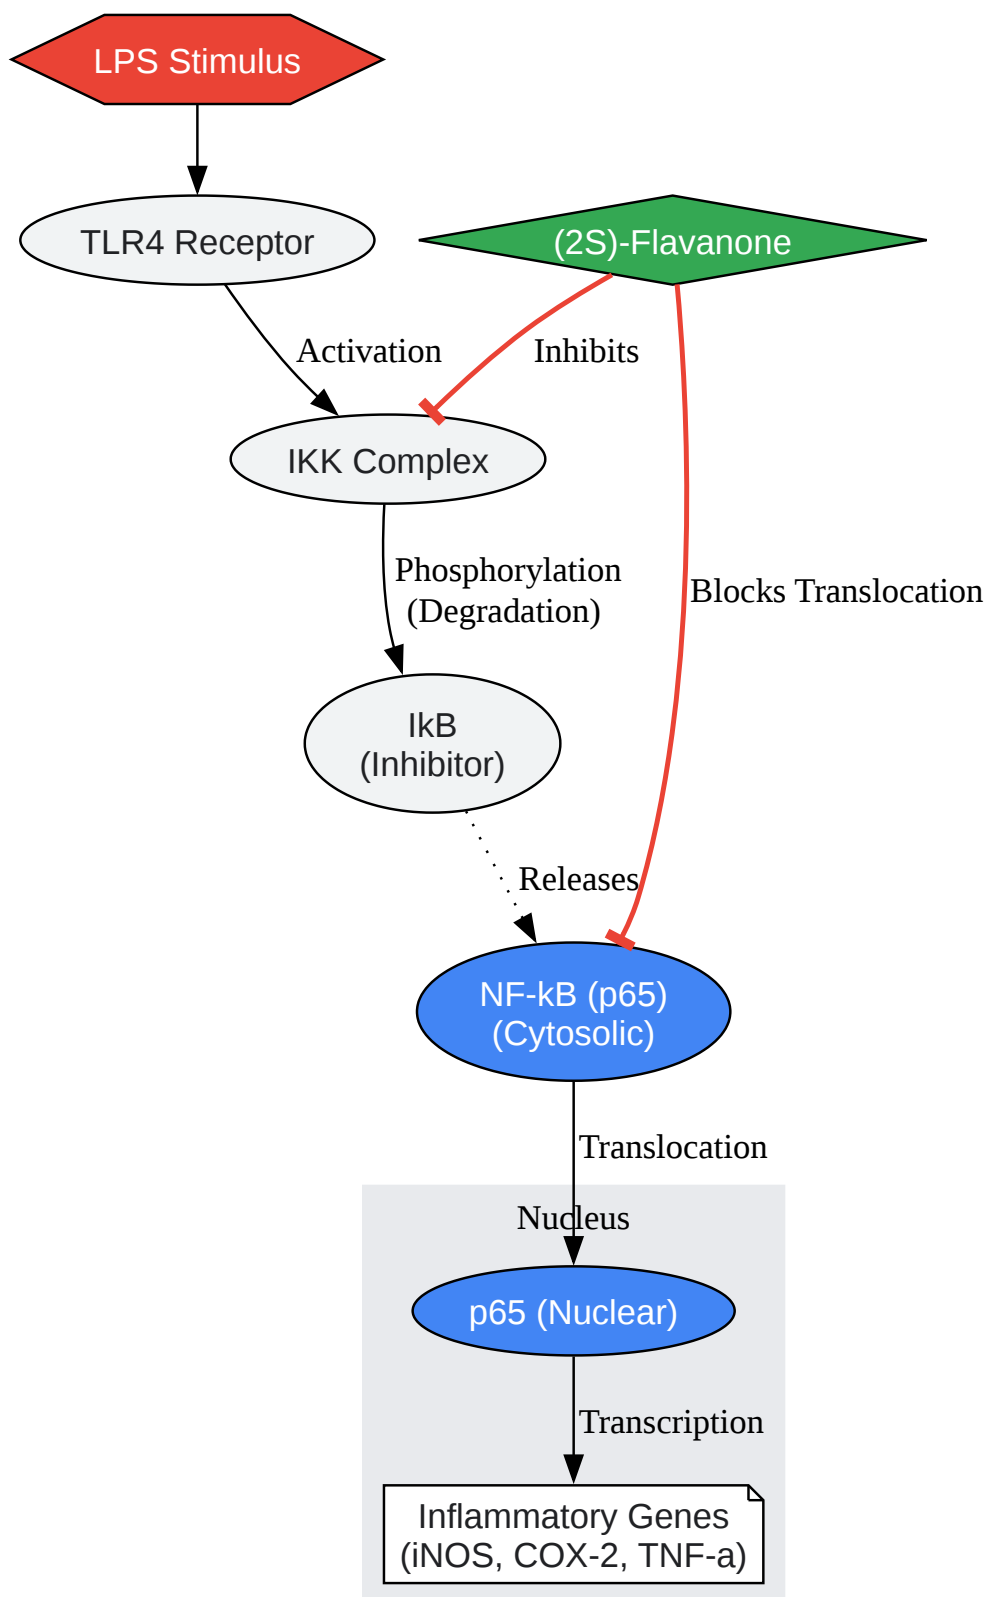 LPS Stimulus
TLR4 Receptor
(2S)-Flavanone
Activation
Inhibits
IKK Complex
Phosphorylation
(Degradation)
Blocks Translocation
IkB
(Inhibitor)
Releases
NF-kB (p65)
(Cytosolic)
Translocation
Nucleus
p65 (Nuclear)
Transcription
Inflammatory Genes
(iNOS, COX-2, TNF-a)